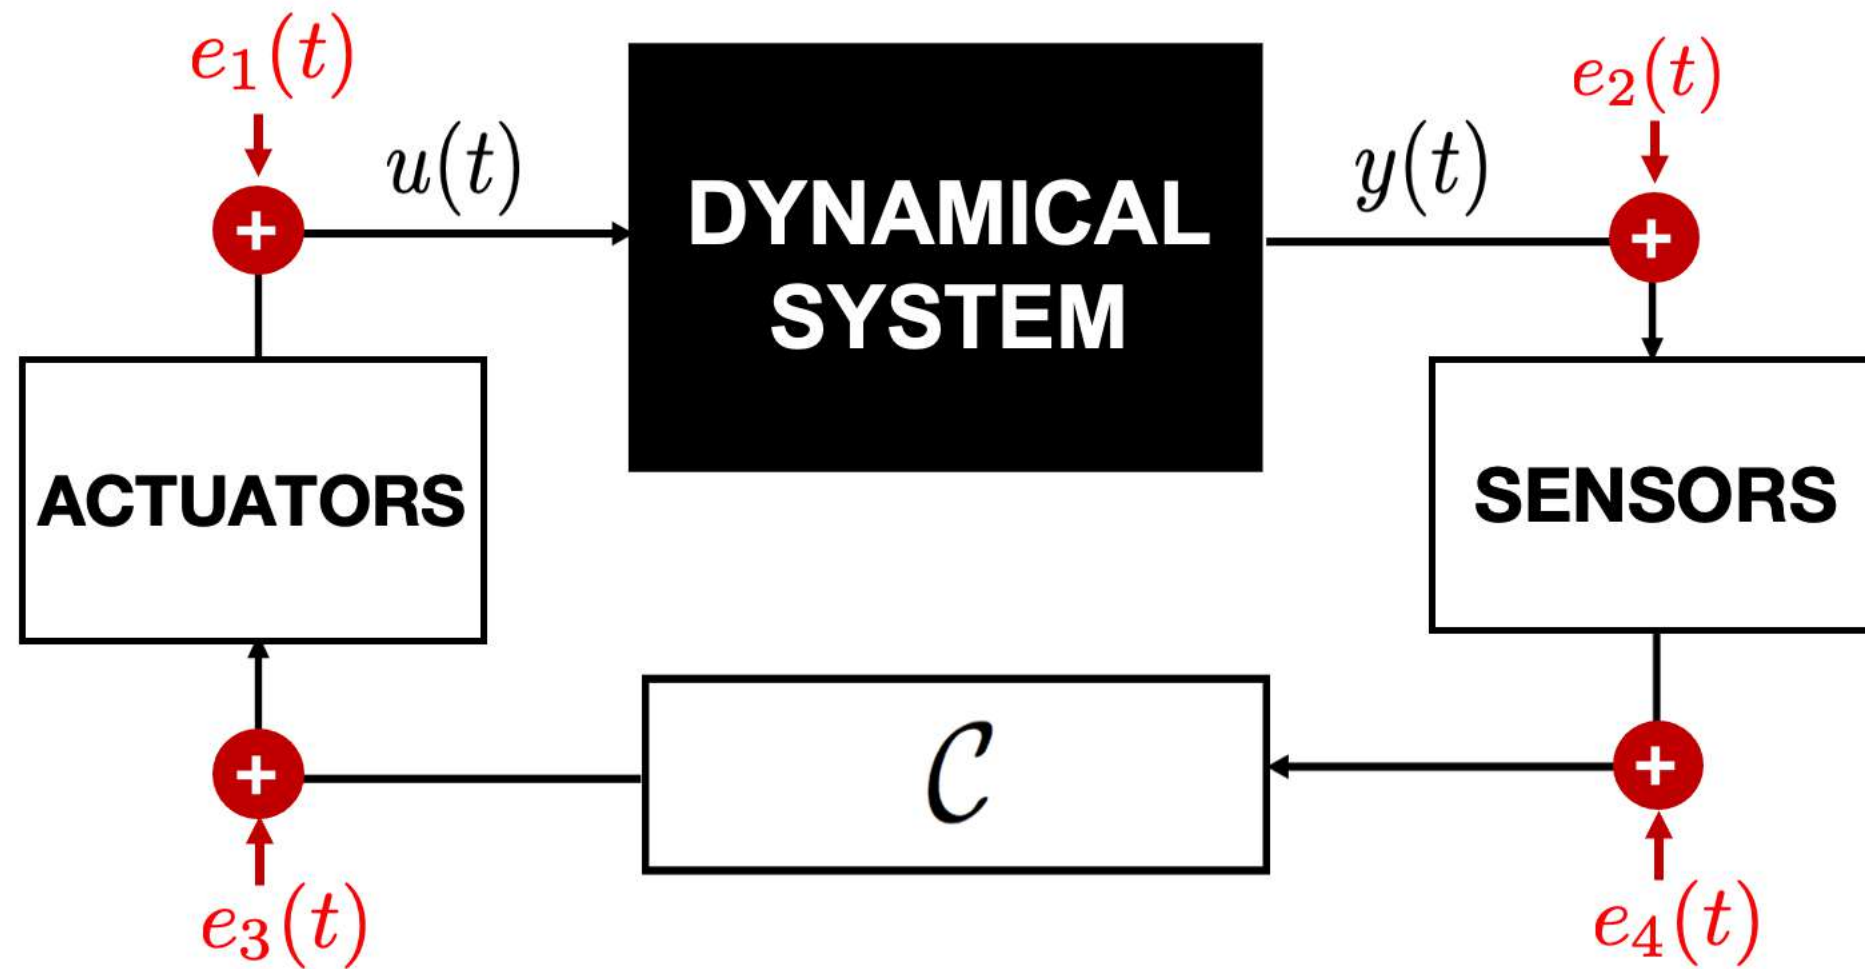 e₁(t)
e₂(t)
u(t)
y(t)
+
+
DYNAMICAL
SYSTEM
ACTUATORS
SENSORS
+
𝒞
+
e₃(t)
e₄(t)